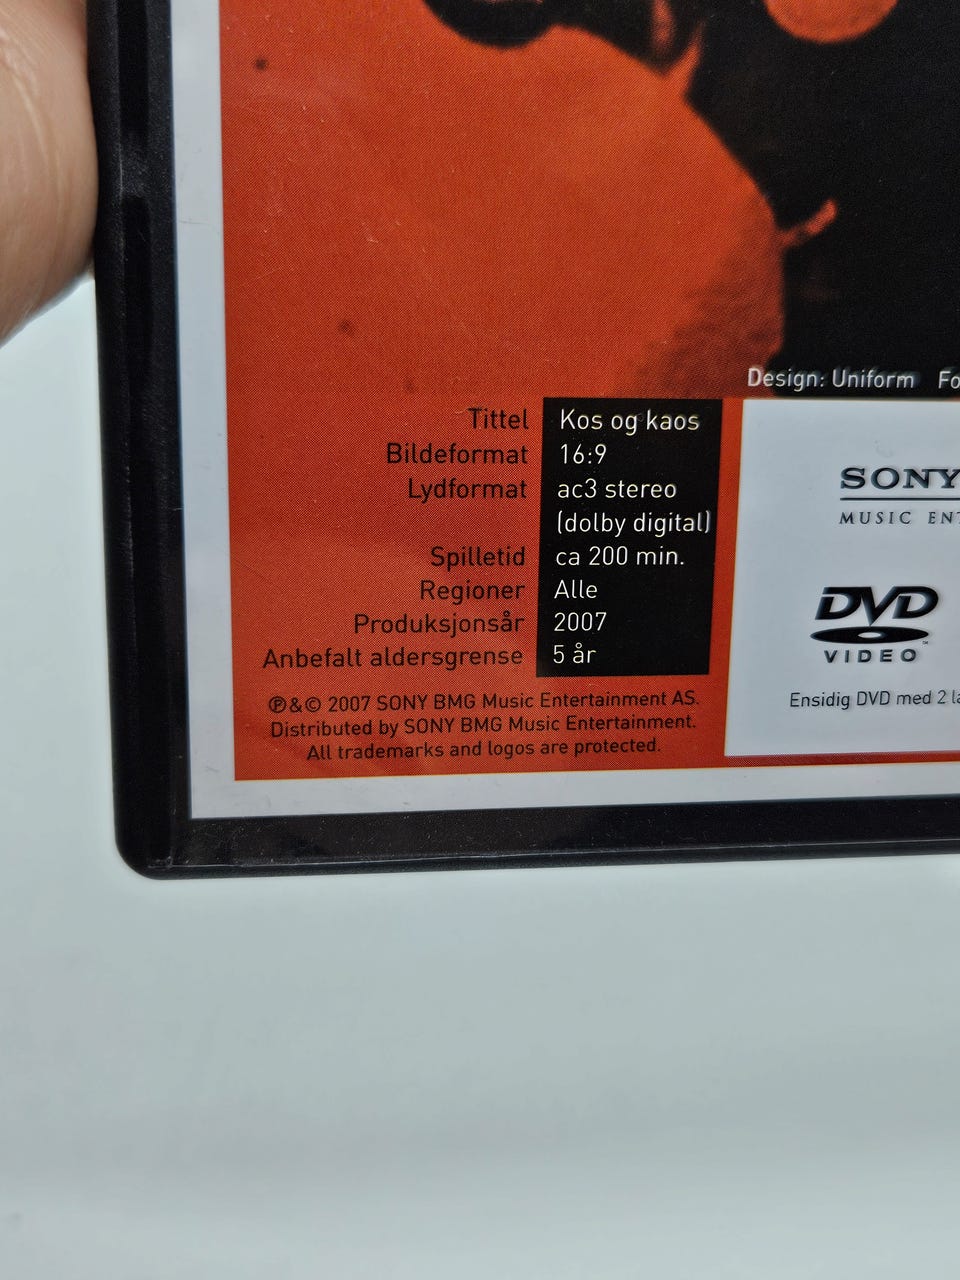 Design: Uniform
Tittel Kos og kaos
Bildeformat 16:9
Lydformat ac3 stereo
(dolby digital)
Spilletid ca 200 min.
Regioner Alle
Produksjonsår 2007
Anbefalt aldersgrense 5 år
℗&© 2007 SONY BMG Music Entertainment AS.
Distributed by SONY BMG Music Entertainment.
All trademarks and logos are protected.
SONY
MUSIC
DVD
VIDEO
Ensidig DVD med 2